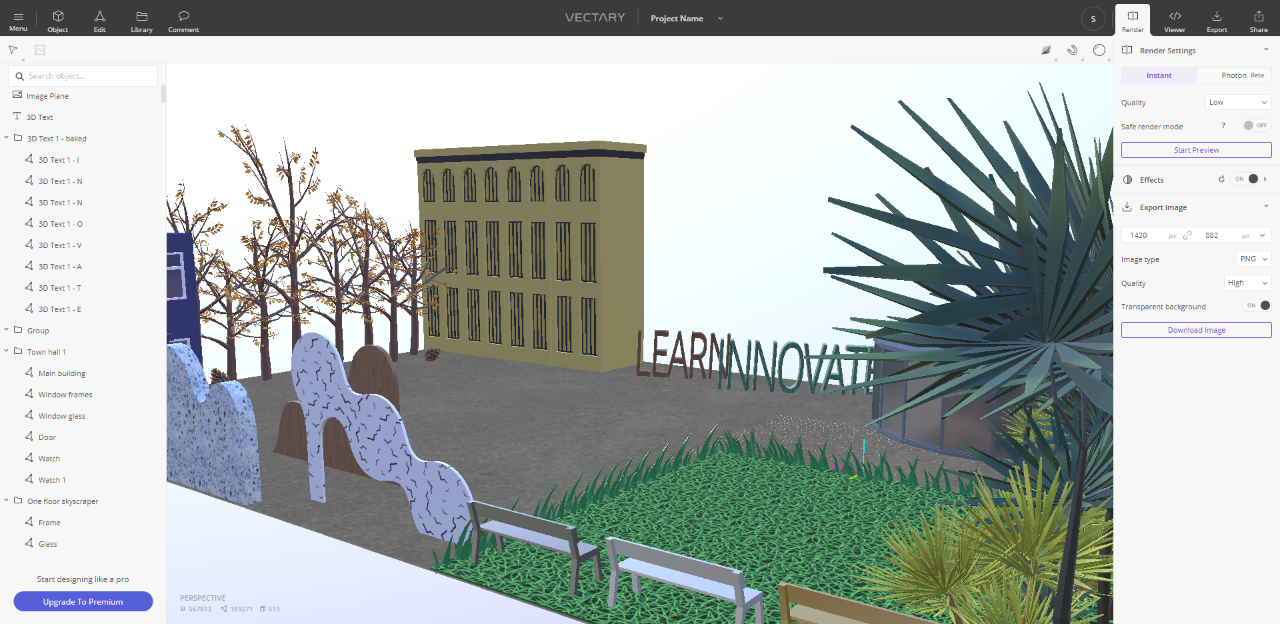 Menu
Object
Edit
Library
Comment
VECTARY
Project Name
S
Render
Viewer
Export
Share
Search object...
Image Plane
3D Text
3D Text 1 - baked
3D Text 1 - I
3D Text 1 - N
3D Text 1 - N
3D Text 1 - O
3D Text 1 - V
3D Text 1 - A
3D Text 1 - T
3D Text 1 - E
Group
Town hall 1
Main building
Window frames
Window glass
Door
Watch
Watch 1
One floor skyscraper
Frame
Glass
Start designing like a pro
Upgrade To Premium
LEARN INNOVATE
PERSPECTIVE
567813 189271 513
Render Settings
Instant Photon Beta
Quality Low
Safe render mode ? OFF
Start Preview
Effects ON
Export Image
1420 px 882 px
Image type PNG
Quality High
Transparent background ON
Download Image